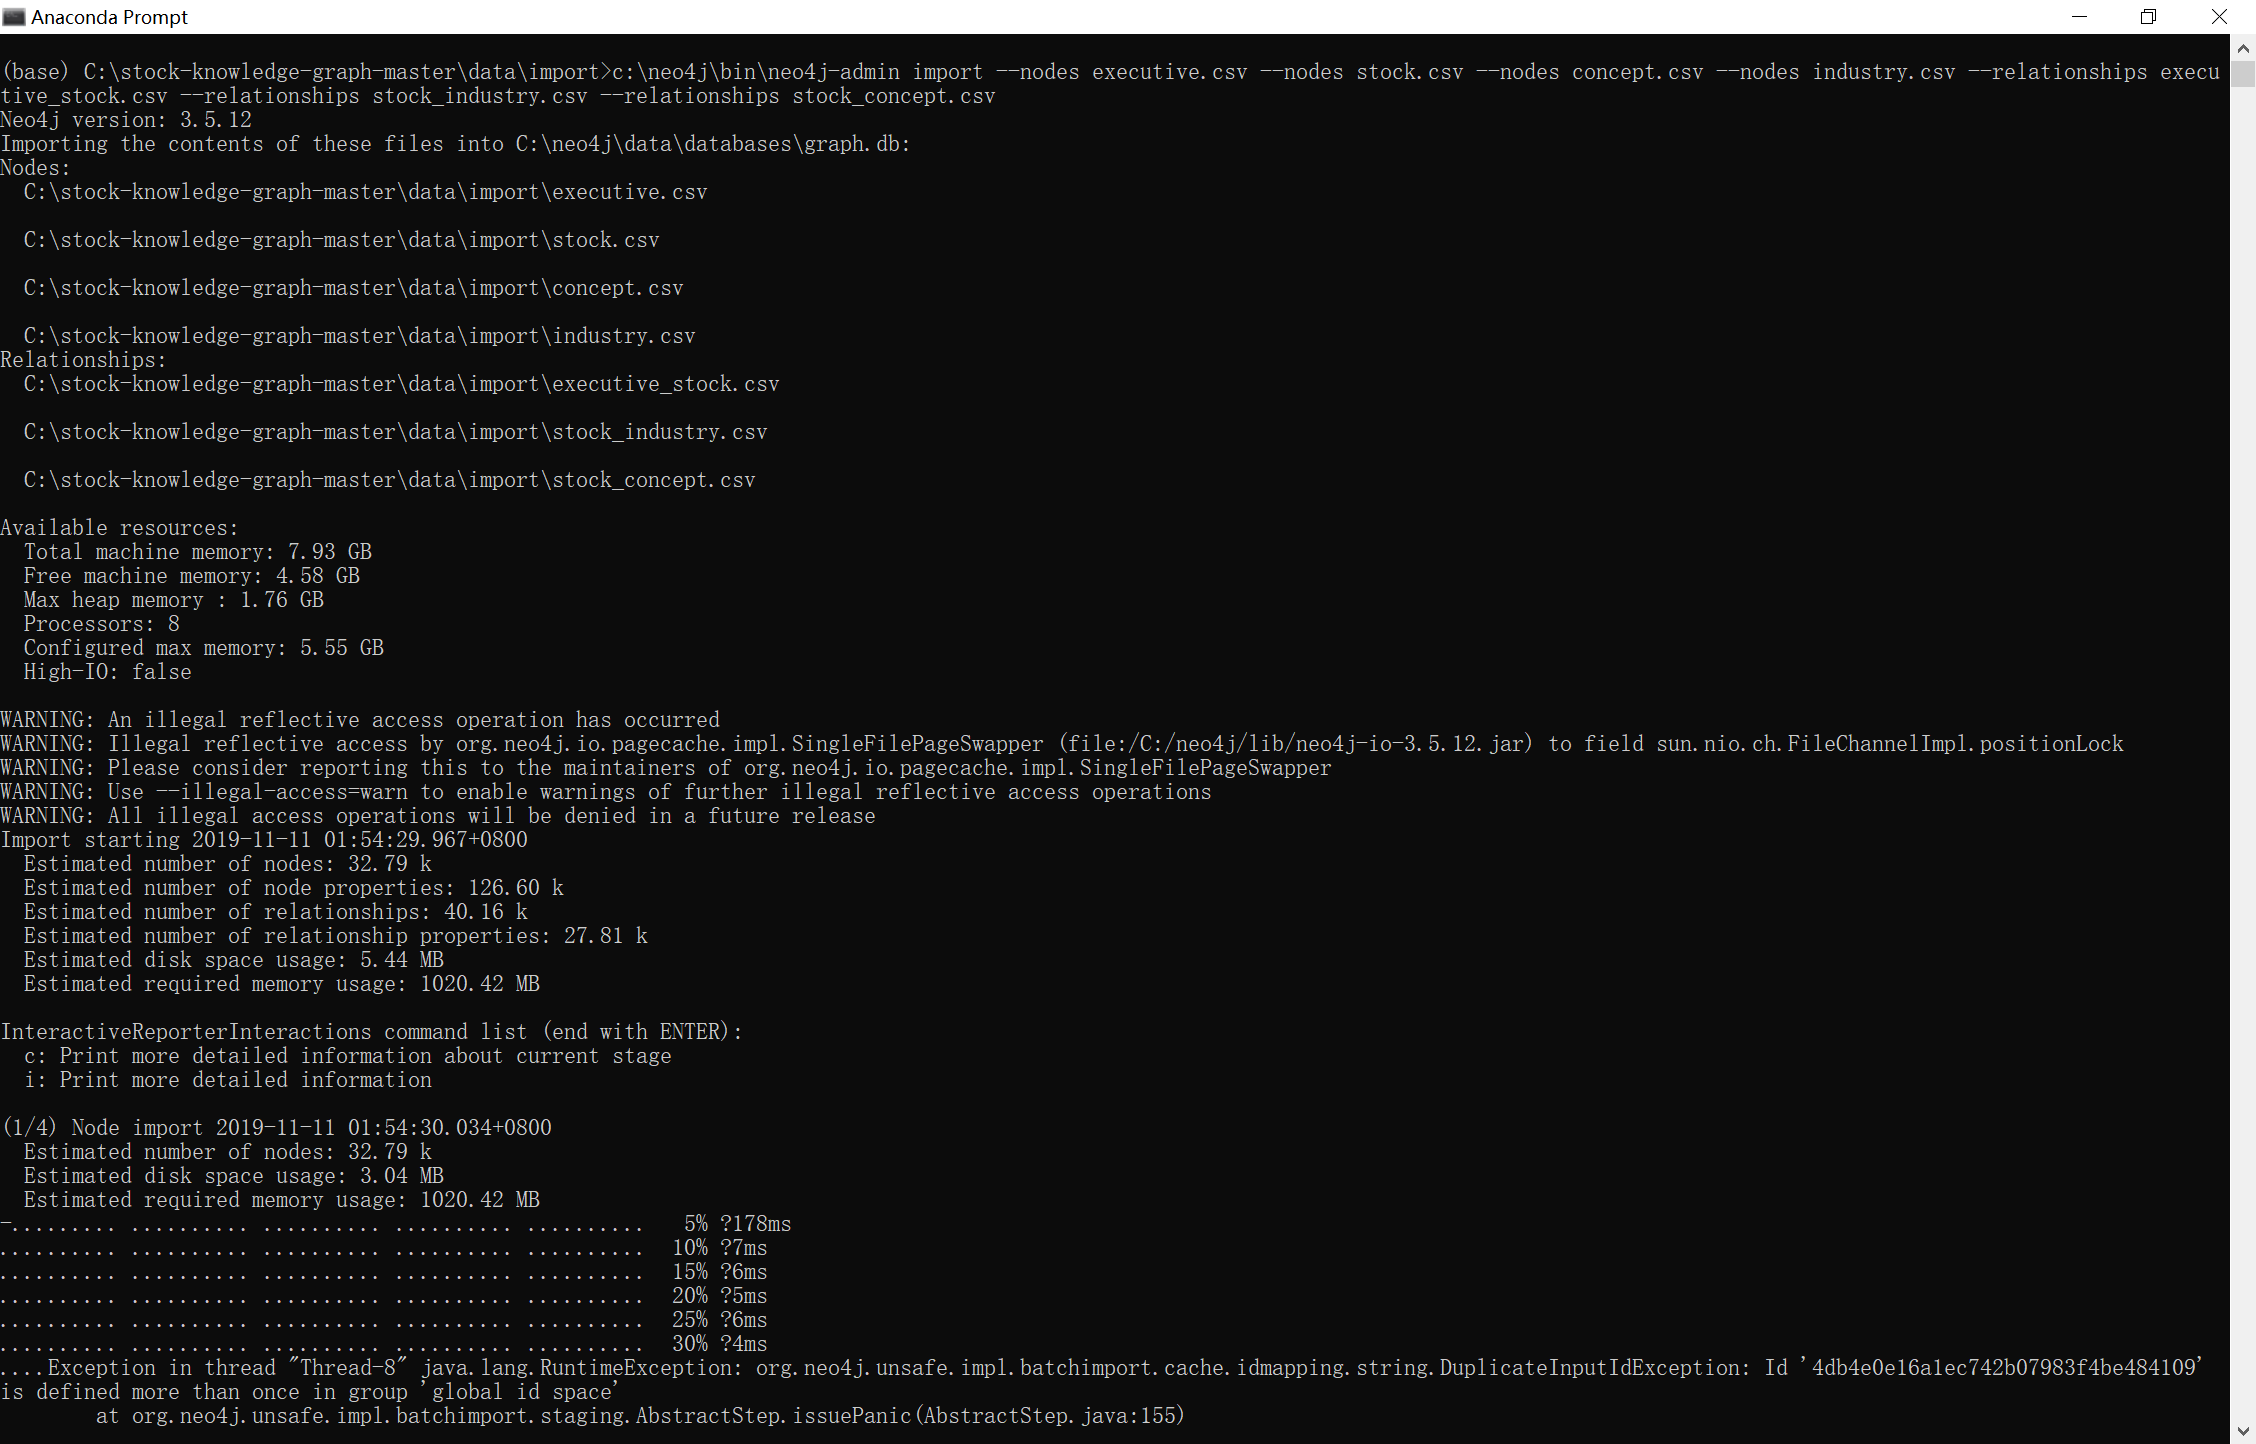 Anaconda Prompt
(base) C:\stock-knowledge-graph-master\data\import>c:\neo4j\bin\neo4j-admin import --nodes executive.csv --nodes stock.csv --nodes concept.csv --nodes industry.csv --relationships execu
tive_stock.csv --relationships stock_industry.csv --relationships stock_concept.csv
Neo4j version: 3.5.12
Importing the contents of these files into C:\neo4j\data\databases\graph.db:
Nodes:
  C:\stock-knowledge-graph-master\data\import\executive.csv
  C:\stock-knowledge-graph-master\data\import\stock.csv
  C:\stock-knowledge-graph-master\data\import\concept.csv
  C:\stock-knowledge-graph-master\data\import\industry.csv
Relationships:
  C:\stock-knowledge-graph-master\data\import\executive_stock.csv
  C:\stock-knowledge-graph-master\data\import\stock_industry.csv
  C:\stock-knowledge-graph-master\data\import\stock_concept.csv
Available resources:
  Total machine memory: 7.93 GB
  Free machine memory: 4.58 GB
  Max heap memory : 1.76 GB
  Processors: 8
  Configured max memory: 5.55 GB
  High-IO: false
WARNING: An illegal reflective access operation has occurred
WARNING: Illegal reflective access by org.neo4j.io.pagecache.impl.SingleFilePageSwapper (file:/C:/neo4j/lib/neo4j-io-3.5.12.jar) to field sun.nio.ch.FileChannelImpl.positionLock
WARNING: Please consider reporting this to the maintainers of org.neo4j.io.pagecache.impl.SingleFilePageSwapper
WARNING: Use --illegal-access=warn to enable warnings of further illegal reflective access operations
WARNING: All illegal access operations will be denied in a future release
Import starting 2019-11-11 01:54:29.967+0800
  Estimated number of nodes: 32.79 k
  Estimated number of node properties: 126.60 k
  Estimated number of relationships: 40.16 k
  Estimated number of relationship properties: 27.81 k
  Estimated disk space usage: 5.44 MB
  Estimated required memory usage: 1020.42 MB
InteractiveReporterInteractions command list (end with ENTER):
  c: Print more detailed information about current stage
  i: Print more detailed information
(1/4) Node import 2019-11-11 01:54:30.034+0800
  Estimated number of nodes: 32.79 k
  Estimated disk space usage: 3.04 MB
  Estimated required memory usage: 1020.42 MB
-......... .......... .......... .......... ..........   5% ?178ms
.......... .......... .......... .......... ..........  10% ?7ms
.......... .......... .......... .......... ..........  15% ?6ms
.......... .......... .......... .......... ..........  20% ?5ms
.......... .......... .......... .......... ..........  25% ?6ms
.......... .......... .......... .......... ..........  30% ?4ms
....Exception in thread "Thread-8" java.lang.RuntimeException: org.neo4j.unsafe.impl.batchimport.cache.idmapping.string.DuplicateInputIdException: Id '4db4e0e16a1ec742b07983f4be484109'
is defined more than once in group 'global id space'
        at org.neo4j.unsafe.impl.batchimport.staging.AbstractStep.issuePanic(AbstractStep.java:155)